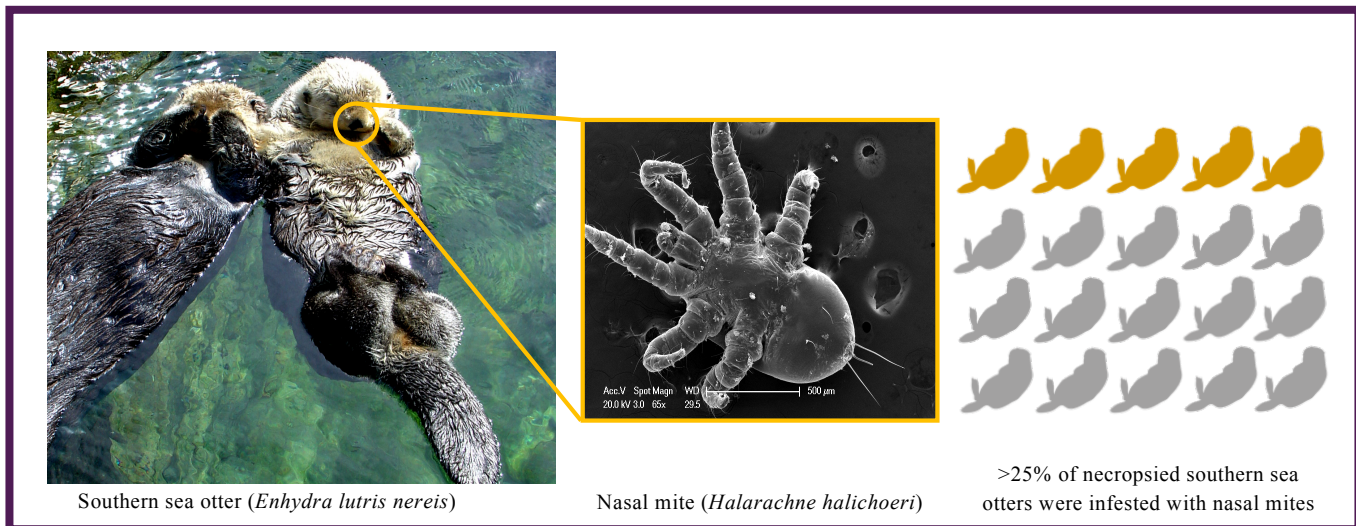 Acc.V Spot Magn WD 500 μm
20.0 kV 3.0 65x 29.5
Southern sea otter (Enhydra lutris nereis)
Nasal mite (Halarachne halichoeri)
>25% of necropsied southern sea
otters were infested with nasal mites